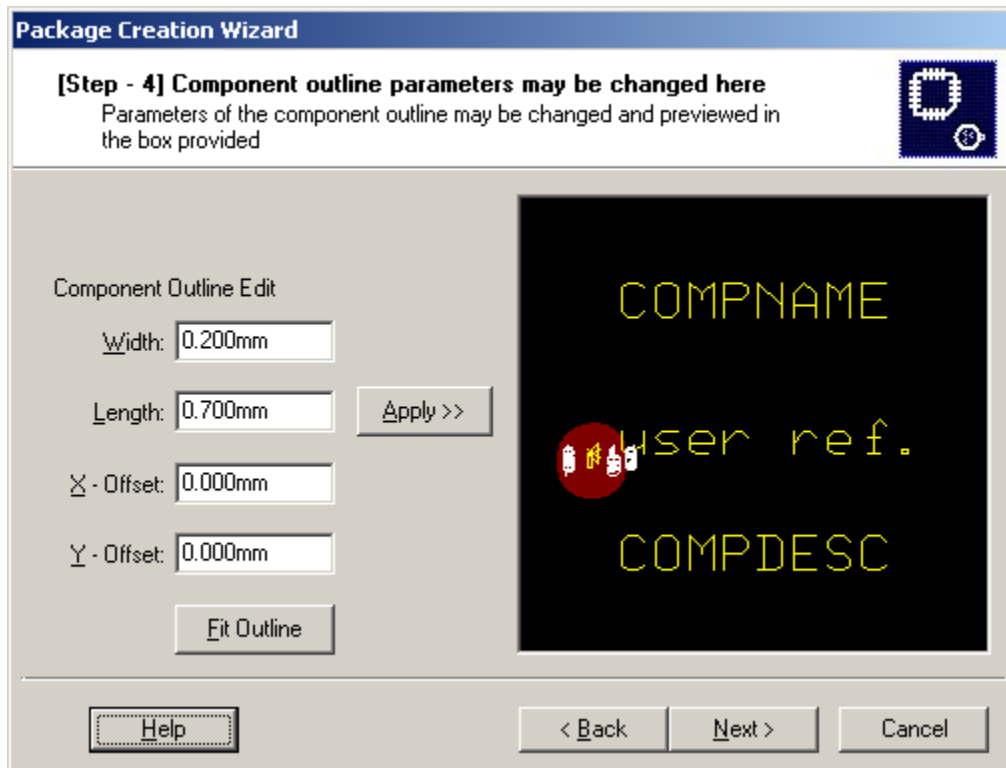 Package Creation Wizard
[Step - 4] Component outline parameters may be changed here
Parameters of the component outline may be changed and previewed in
the box provided
Component Outline Edit
Width: 0.200mm
Length: 0.700mm
Apply >>
X - Offset: 0.000mm
Y - Offset: 0.000mm
Fit Outline
COMPNAME
user ref.
COMPDESC
Help
< Back
Next >
Cancel